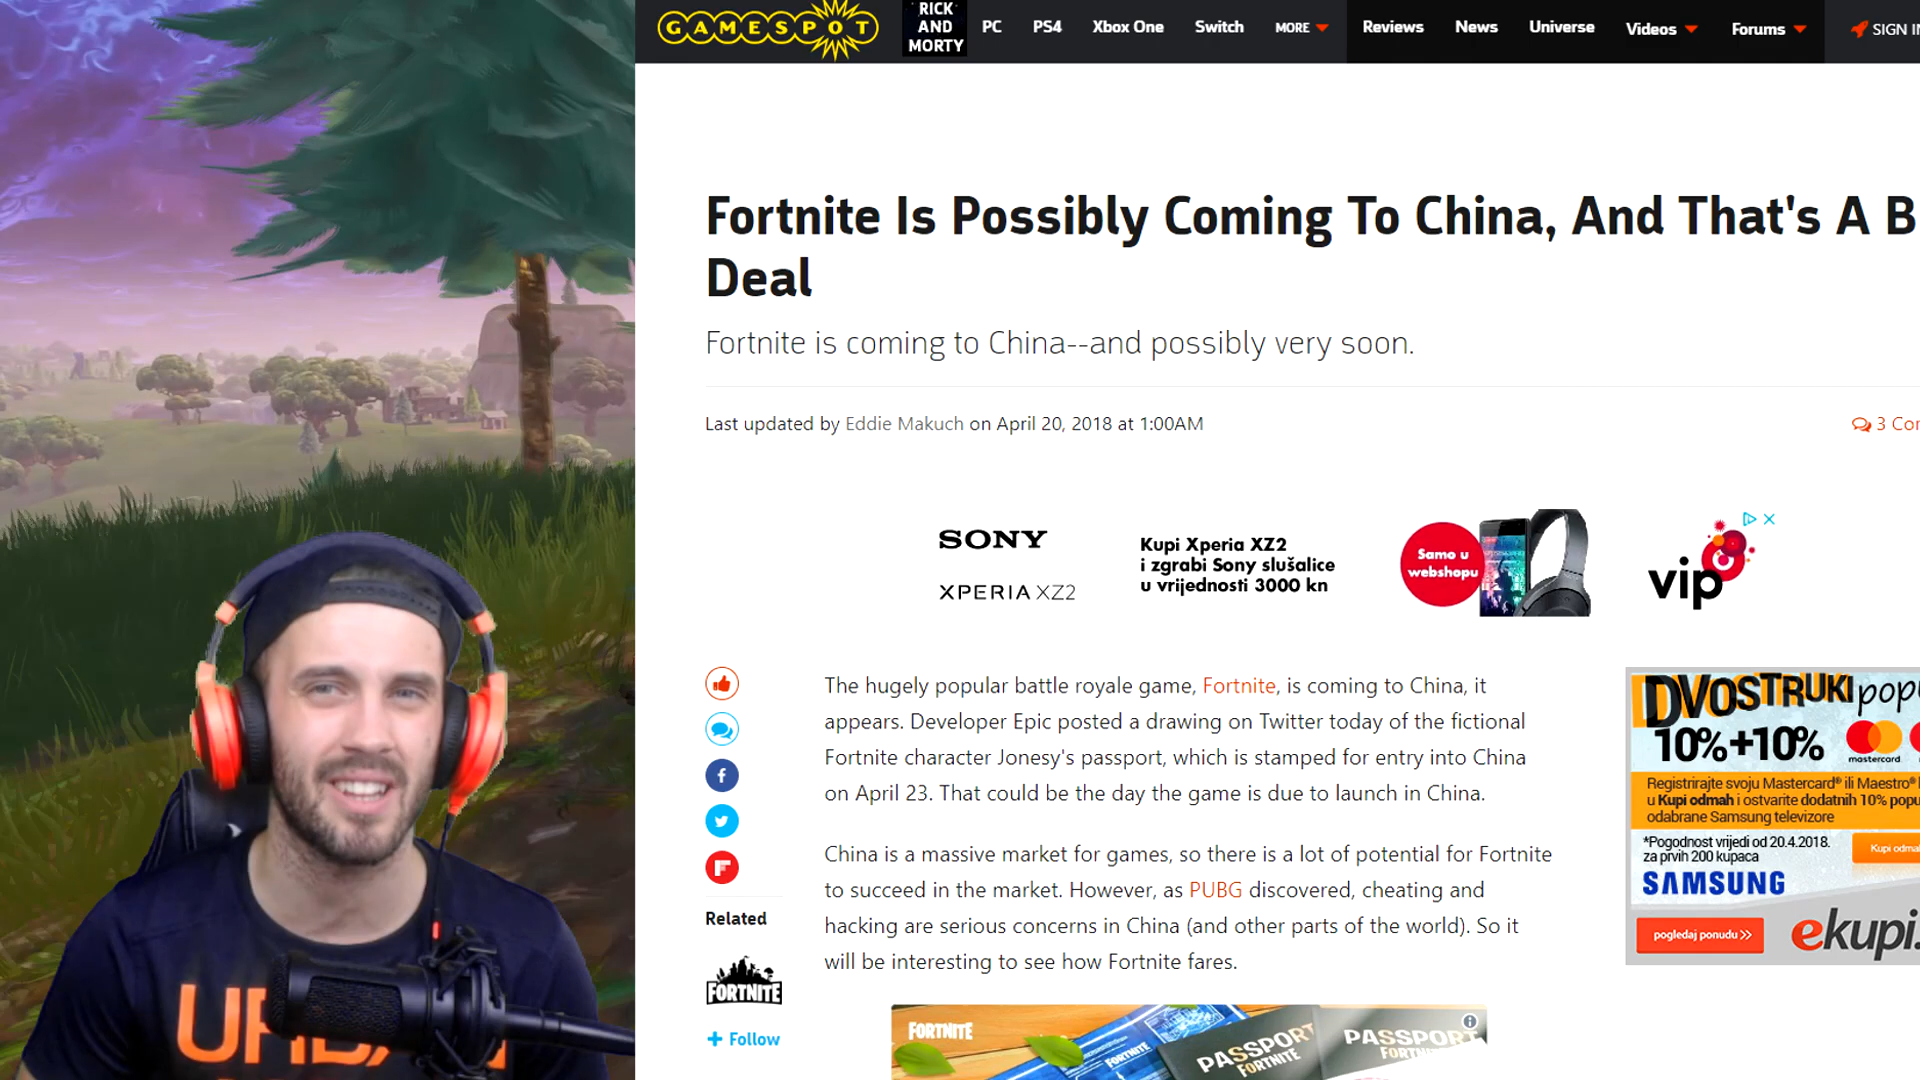 GAMESPOT
RICK AND MORTY
PC
PS4
Xbox One
Switch
MORE
Reviews
News
Universe
Videos
Forums
SIGN IN
Fortnite Is Possibly Coming To China, And That's A B
Deal
Fortnite is coming to China--and possibly very soon.
Last updated by Eddie Makuch on April 20, 2018 at 1:00AM
3 Com
SONY
XPERIA XZ2
Kupi Xperia XZ2
i zgrabi Sony slušalice
u vrijednosti 3000 kn
Samo u
webshopu
vip
The hugely popular battle royale game, Fortnite, is coming to China, it
appears. Developer Epic posted a drawing on Twitter today of the fictional
Fortnite character Jonesy's passport, which is stamped for entry into China
on April 23. That could be the day the game is due to launch in China.
China is a massive market for games, so there is a lot of potential for Fortnite
to succeed in the market. However, as PUBG discovered, cheating and
hacking are serious concerns in China (and other parts of the world). So it
will be interesting to see how Fortnite fares.
Related
FORTNITE
Follow
DVOSTRUKI popu
10%+10%
mastercard
Registrirajte svoju Mastercard® ili Maestro®
u Kupi odmah i ostvarite dodatnih 10% popu
odabrane Samsung televizore
*Pogodnost vrijedi od 20.4.2018.
za prvih 200 kupaca
Kupi odmah
SAMSUNG
pogledaj ponudu >>
ekupi.
FORTNITE
FORTNITE
PASSPORT
FORTNITE
PASSPORT
FORTNITE